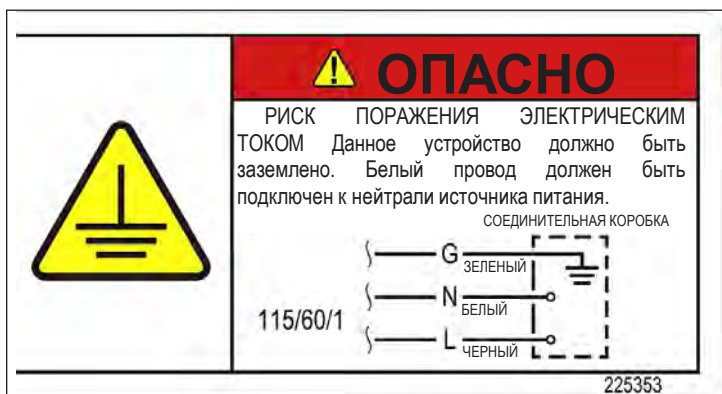 ОПАСНО
РИСК ПОРАЖЕНИЯ ЭЛЕКТРИЧЕСКИМ
ТОКОМ Данное устройство должно быть
заземлено. Белый провод должен быть
подключен к нейтрали источника питания.
СОЕДИНИТЕЛЬНАЯ КОРОБКА
G ЗЕЛЕНЫЙ
N БЕЛЫЙ
115/60/1
L ЧЕРНЫЙ
225353